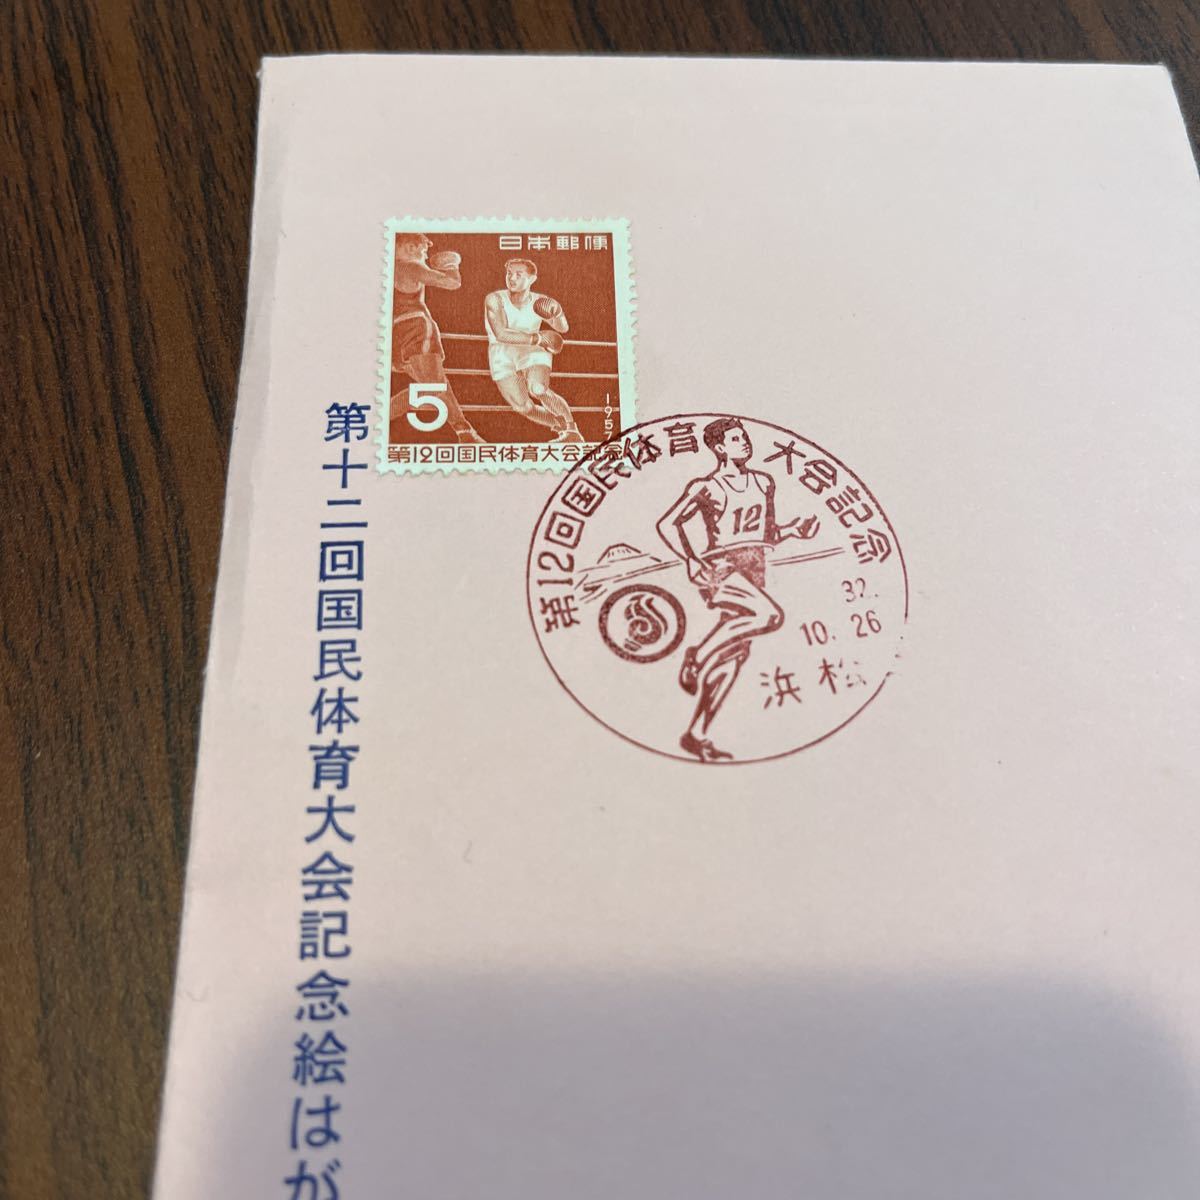 日本郵便
5
1957
第12回国民体育大会記念
第12回国民体育大会記念
12
32.
10.26
浜松
第十二回国民体育大会記念絵はが